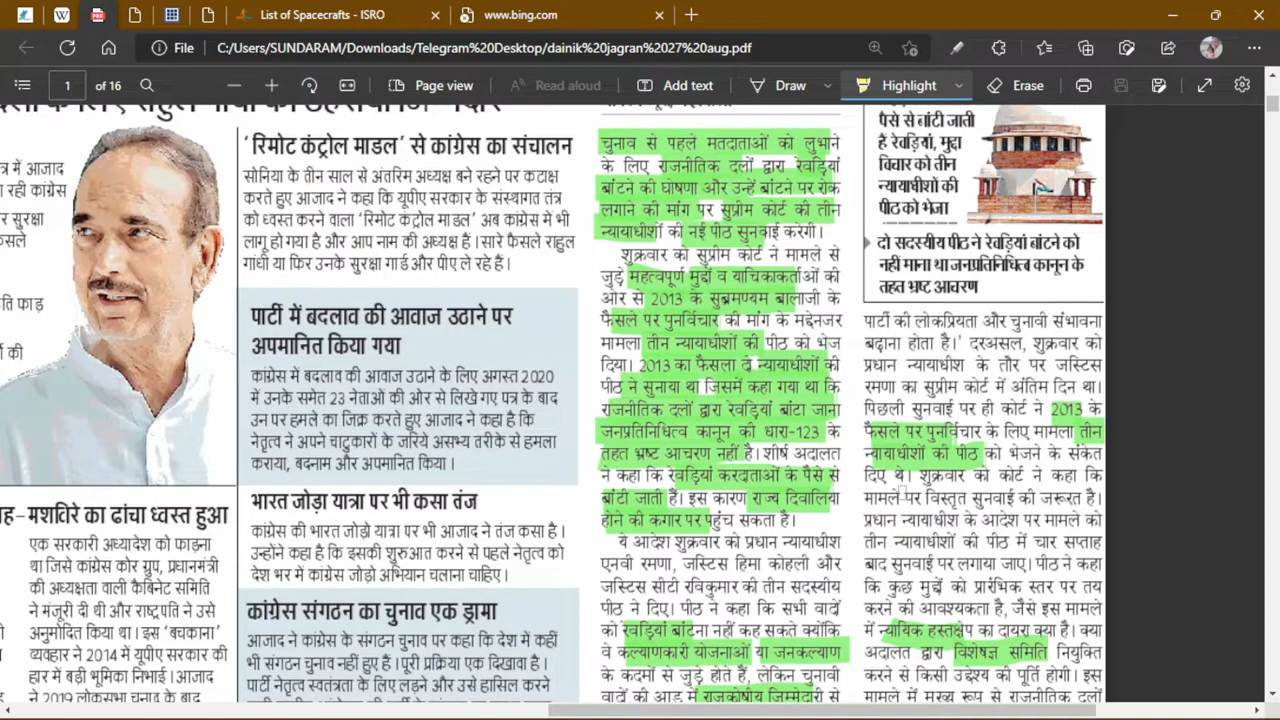 List of Spacecrafts - ISRO
www.bing.com
File
C:/Users/SUNDARAM/Downloads/Telegram%20Desktop/dainik%20jagran%2027%20aug.pdf
1 of 16
Page view
Read aloud
Add text
Draw
Highlight
Erase
त्र में आजाद
रही कांग्रेस
र सुरक्षा
फसले
ति फाड़
की
ह-मशविरे का ढांचा ध्वस्त हुआ
एक सरकारी अध्यादेश को फाड़ना
था जिसे कांग्रेस कोर ग्रुप, प्रधानमंत्री
की अध्यक्षता वाली कैबिनेट समिति
ने मंजूरी दी थी और राष्ट्रपति ने उसे
अनुमोदित किया था। इस 'बचकाना'
व्यवहार ने 2014 में यूपीए सरकार की
हार में बड़ी भूमिका निभाई। आजाद
ने 2019 लोकसभा चुनाव के बाद
'रिमोट कंट्रोल माडल' से कांग्रेस का संचालन
सोनिया के तीन साल से अंतरिम अध्यक्ष बने रहने पर कटाक्ष
करते हुए आजाद ने कहा कि यूपीए सरकार के संस्थागत तंत्र
को ध्वस्त करने वाला 'रिमोट कंट्रोल माडल' अब कांग्रेस में भी
लागू हो गया है और आप नाम की अध्यक्ष हैं। सारे फैसले राहुल
गांधी या फिर उनके सुरक्षा गार्ड और पीए ले रहे हैं।
पार्टी में बदलाव की आवाज उठाने पर
अपमानित किया गया
कांग्रेस में बदलाव की आवाज उठाने के लिए अगस्त 2020
में उनके समेत 23 नेताओं की ओर से लिखे गए पत्र के बाद
उन पर हमले का जिक्र करते हुए आजाद ने कहा है कि
नेतृत्व ने अपने चाटुकारों के जरिये असभ्य तरीके से हमला
कराया, बदनाम और अपमानित किया।
भारत जोड़ा यात्रा पर भी कसा तंज
कांग्रेस की भारत जोड़ो यात्रा पर भी आजाद ने तंज कसा है।
उन्होंने कहा है कि इसकी शुरुआत करने से पहले नेतृत्व को
देश भर में कांग्रेस जोड़ो अभियान चलाना चाहिए।
कांग्रेस संगठन का चुनाव एक ड्रामा
आजाद ने कांग्रेस के संगठन चुनाव पर कहा कि देश में कहीं
भी संगठन चुनाव नहीं हुए है। पूरी प्रक्रिया एक दिखावा है।
पार्टी नेतृत्व स्वतंत्रता के लिए लड़ने और उसे हासिल करने
चुनाव से पहले मतदाताओं को लुभाने
के लिए राजनीतिक दलों द्वारा रेवड़ियां
बांटने की घोषणा और उन्हें बांटने पर रोक
लगाने की मांग पर सुप्रीम कोर्ट की तीन
न्यायाधीशों की नई पीठ सुनवाई करेगी।
शुक्रवार को सुप्रीम कोर्ट ने मामले से
जुड़े महत्वपूर्ण मुद्दों व याचिकाकर्ताओं की
ओर से 2013 के सुब्रमण्यम बालाजी के
फैसले पर पुनर्विचार की मांग के मद्देनजर
मामला तीन न्यायाधीशों की पीठ को भेज
दिया। 2013 का फैसला दो न्यायाधीशों की
पीठ ने सुनाया था जिसमें कहा गया था कि
राजनीतिक दलों द्वारा रेवड़ियां बांटा जाना
जनप्रतिनिधित्व कानून की धारा-123 के
तहत भ्रष्ट आचरण नहीं है। शीर्ष अदालत
ने कहा कि रेवड़ियां करदाताओं के पैसे से
बांटी जाती हैं। इस कारण राज्य दिवालिया
होने की कगार पर पहुंच सकता है।
ये आदेश शुक्रवार को प्रधान न्यायाधीश
एनवी रमणा, जस्टिस हिमा कोहली और
जस्टिस सीटी रविकुमार की तीन सदस्यीय
पीठ ने दिए। पीठ ने कहा कि सभी वादों
को रेवड़ियां बांटना नहीं कह सकते क्योंकि
वे कल्याणकारी योजनाओं या जनकल्याण
के कदमों से जुड़े होते हैं, लेकिन चुनावी
वादों की आड़ में राजकोषीय जिम्मेदारी से
पैसे से बांटी जाती
हैं रेवड़ियां, मुद्दा
विचार को तीन
न्यायाधीशों की
पीठ को भेजा
दो सदस्यीय पीठ ने रेवड़ियां बांटने को
नहीं माना था जनप्रतिनिधित्व कानून के
तहत भ्रष्ट आचरण
पार्टी की लोकप्रियता और चुनावी संभावना
बढ़ाना होता है।' दरअसल, शुक्रवार को
प्रधान न्यायाधीश के तौर पर जस्टिस
रमणा का सुप्रीम कोर्ट में अंतिम दिन था।
पिछली सुनवाई पर ही कोर्ट ने 2013 के
फैसले पर पुनर्विचार के लिए मामला तीन
न्यायाधीशों की पीठ को भेजने के संकेत
दिए थे। शुक्रवार को कोर्ट ने कहा कि
मामले पर विस्तृत सुनवाई की जरूरत है।
प्रधान न्यायाधीश के आदेश पर मामले को
तीन न्यायाधीशों की पीठ में चार सप्ताह
बाद सुनवाई पर लगाया जाए। पीठ ने कहा
कि कुछ मुद्दों को प्रारंभिक स्तर पर तय
करने की आवश्यकता है, जैसे इस मामले
में न्यायिक हस्तक्षेप का दायरा क्या है। क्या
अदालत द्वारा विशेषज्ञ समिति नियुक्ति
करने से किसी उद्देश्य की पूर्ति होगी। इस
मामले में मुख्य रूप से राजनीतिक दलों